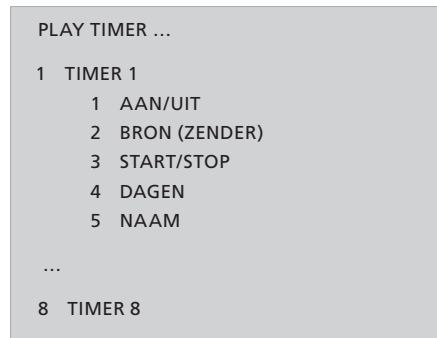 PLAY TIMER …
1 TIMER 1
1 AAN/UIT
2 BRON (ZENDER)
3 START/STOP
4 DAGEN
5 NAAM
…
8 TIMER 8